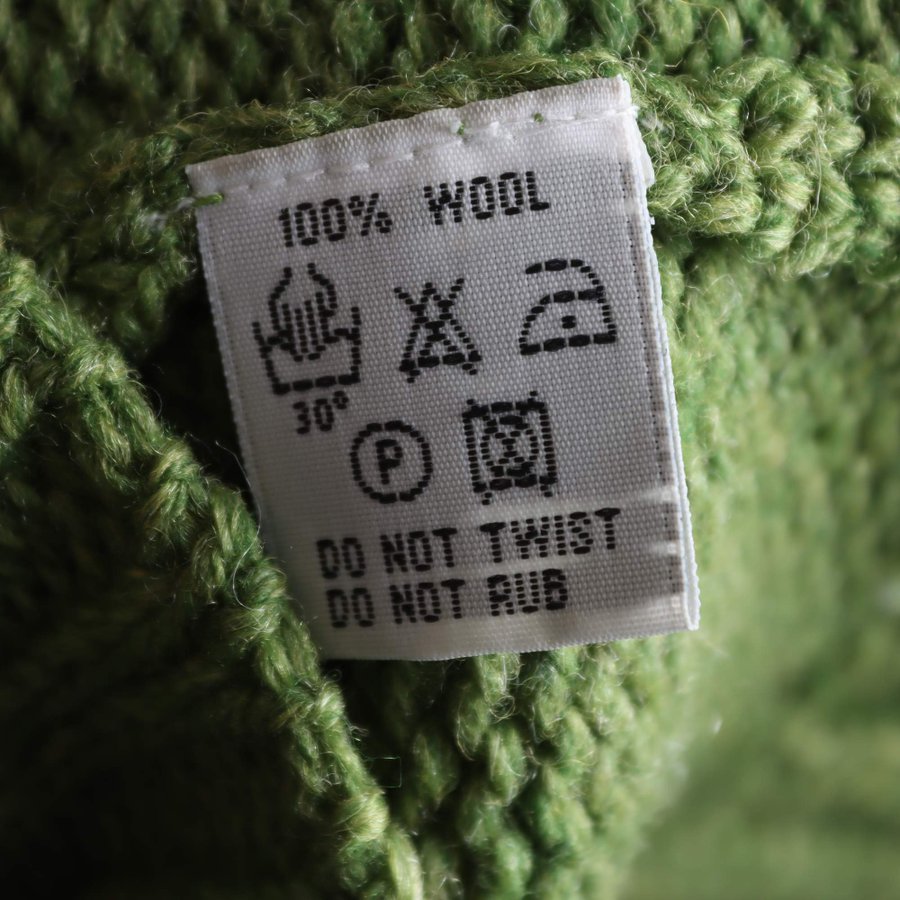 100% WOOL
30°
P
DO NOT TWIST
DO NOT RUB